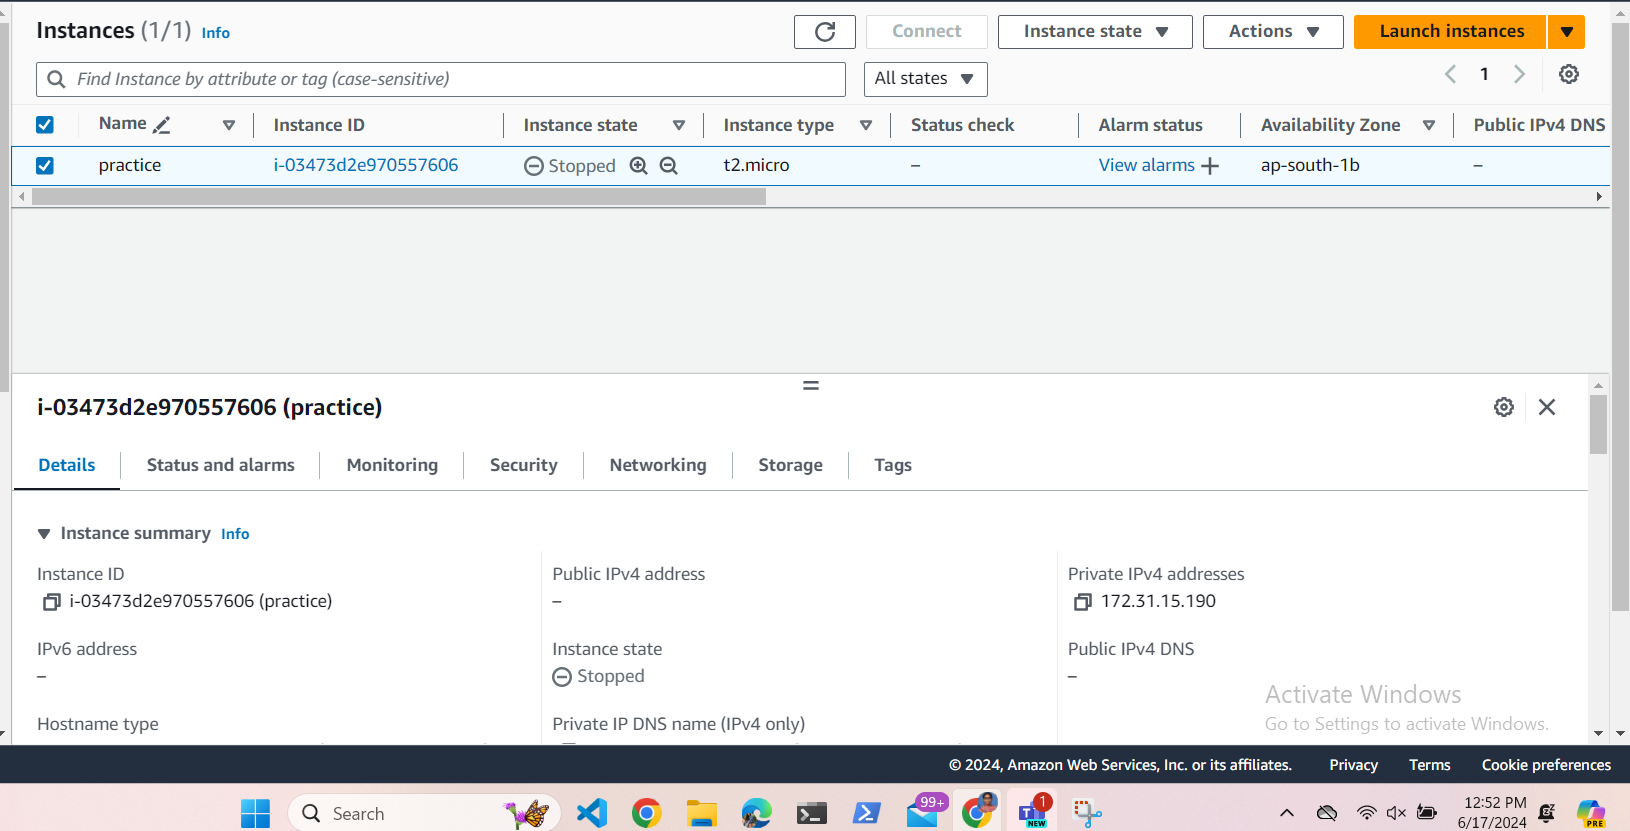 Instances (1/1) Info
Connect
Instance state
Actions
Launch instances
Find Instance by attribute or tag (case-sensitive)
All states
1
Name
Instance ID
Instance state
Instance type
Status check
Alarm status
Availability Zone
Public IPv4 DNS
practice
i-03473d2e970557606
Stopped
t2.micro
–
View alarms
ap-south-1b
–
i-03473d2e970557606 (practice)
Details
Status and alarms
Monitoring
Security
Networking
Storage
Tags
Instance summary Info
Instance ID
i-03473d2e970557606 (practice)
Public IPv4 address
–
Private IPv4 addresses
172.31.15.190
IPv6 address
–
Instance state
Stopped
Public IPv4 DNS
–
Hostname type
Private IP DNS name (IPv4 only)
Activate Windows
Go to Settings to activate Windows.
© 2024, Amazon Web Services, Inc. or its affiliates.
Privacy
Terms
Cookie preferences
Search
99+
1
NEW
12:52 PM
6/17/2024
PRE